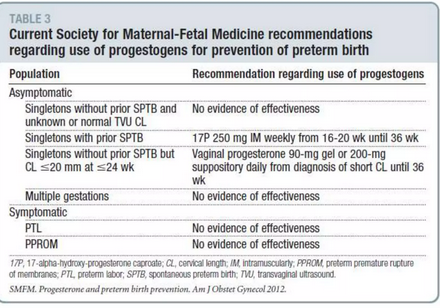 TABLE 3
Current Society for Maternal-Fetal Medicine recommendations
regarding use of progestogens for prevention of preterm birth
Population Recommendation regarding use of progestogens
Asymptomatic
Singletons without prior SPTB and No evidence of effectiveness
unknown or normal TVU CL
Singletons with prior SPTB 17P 250 mg IM weekly from 16-20 wk until 36 wk
Singletons without prior SPTB but Vaginal progesterone 90-mg gel or 200-mg
CL ≤20 mm at ≤24 wk suppository daily from diagnosis of short CL until 36
wk
Multiple gestations No evidence of effectiveness
Symptomatic
PTL No evidence of effectiveness
PPROM No evidence of effectiveness
17P, 17-alpha-hydroxy-progesterone caproate; CL, cervical length; IM, intramuscularly; PPROM, preterm premature rupture
of membranes; PTL, preterm labor; SPTB, spontaneous preterm birth; TVU, transvaginal ultrasound.
SMFM. Progesterone and preterm birth prevention. Am J Obstet Gynecol 2012.